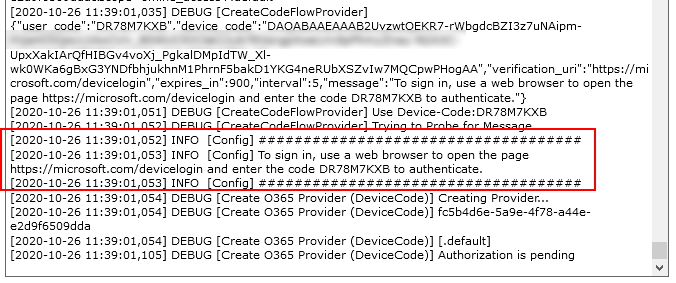 [2020-10-26 11:39:01,035] DEBUG [CreateCodeFlowProvider]
{"user_code":"DR78M7KXB","device_code":"DAOABAAEAAAB2UvzwtOEKR7-rWbgdcBZI3z7uNAipm-
UpxXakIArQfHIBGv4voXj_PgkalDMpIdTW_Xl-
wk0WKa6gBxG3YNDfbhjukhnM1PhrnF5bakD1YKG4neRUbXSZvIw7MQCpwPHogAA","verification_uri":"https://mi
rosoft.com/devicelogin","expires_in":900,"interval":5,"message":"To sign in, use a web browser to open the
page https://microsoft.com/devicelogin and enter the code DR78M7KXB to authenticate."}
[2020-10-26 11:39:01,051] DEBUG [CreateCodeFlowProvider] Use Device-Code:DR78M7KXB
[2020-10-26 11:39:01,052] DEBUG [CreateCodeFlowProvider] Trying to Probe for Message
[2020-10-26 11:39:01,052] INFO [Config] ####################################
[2020-10-26 11:39:01,053] INFO [Config] To sign in, use a web browser to open the page
https://microsoft.com/devicelogin and enter the code DR78M7KXB to authenticate.
[2020-10-26 11:39:01,053] INFO [Config] ####################################
[2020-10-26 11:39:01,054] DEBUG [Create O365 Provider (DeviceCode)] Creating Provider...
[2020-10-26 11:39:01,054] DEBUG [Create O365 Provider (DeviceCode)] fc5b4d6e-5a9e-4f78-a44e-
e2d9f6509dda
[2020-10-26 11:39:01,054] DEBUG [Create O365 Provider (DeviceCode)] [.default]
[2020-10-26 11:39:01,105] DEBUG [Create O365 Provider (DeviceCode)] Authorization is pending